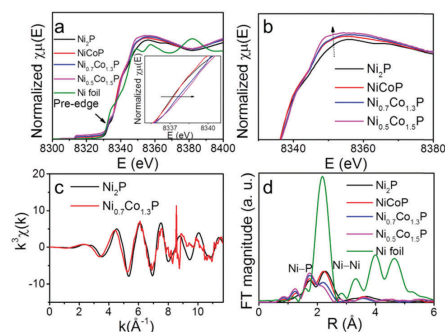 a
Normalized χμ(E)
Pre-edge
Ni₂P
NiCoP
Ni₀.₇Co₁.₃P
Ni₀.₅Co₁.₅P
Ni foil
Normalized χμ(E)
8337 8340
E (eV)
8300 8320 8340 8360 8380 8400
E (eV)
b
Normalized χμ(E)
Ni₂P
NiCoP
Ni₀.₇Co₁.₃P
Ni₀.₅Co₁.₅P
8320 8340 8360 8380
E (eV)
c
k³χ(k)
Ni₂P
Ni₀.₇Co₁.₃P
10
0
-10
0 2 4 6 8 10
k(Å⁻¹)
d
FT magnitude (a. u.)
Ni₂P
NiCoP
Ni₀.₇Co₁.₃P
Ni₀.₅Co₁.₅P
Ni foil
Ni–P
Ni–Ni
0 1 2 3 4 5 6
R (Å)